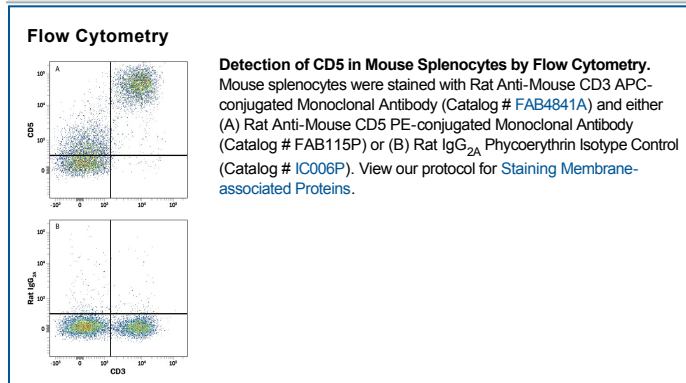 Flow Cytometry
Detection of CD5 in Mouse Splenocytes by Flow Cytometry.
Mouse splenocytes were stained with Rat Anti-Mouse CD3 APC-
conjugated Monoclonal Antibody (Catalog # FAB4841A) and either
(A) Rat Anti-Mouse CD5 PE-conjugated Monoclonal Antibody
(Catalog # FAB115P) or (B) Rat IgG2A Phycoerythrin Isotype Control
(Catalog # IC006P). View our protocol for Staining Membrane-
associated Proteins.
A
CD5
B
Rat IgG2A
CD3